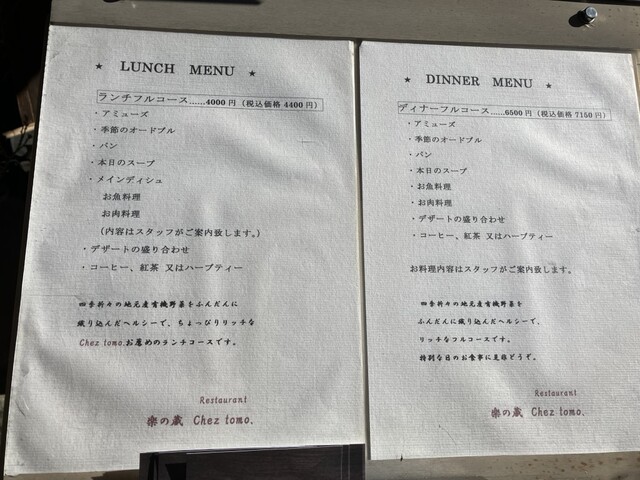 ★ LUNCH MENU ★
ランチフルコース……4000円（税込価格 4400円）
・アミューズ
・季節のオードブル
・パン
・本日のスープ
・メインディシュ
お魚料理
お肉料理
（内容はスタッフがご案内致します。）
・デザートの盛り合わせ
・コーヒー、紅茶 又はハーブティー
四季折々の地元産有機野菜をふんだんに
織り込んだヘルシーで、ちょっぴりリッチな
Chez tomo.お薦めのランチコースです。
Restaurant
楽の蔵 Chez tomo.
★ DINNER MENU ★
ディナーフルコース……6500円（税込価格 7150円）
・アミューズ
・季節のオードブル
・パン
・本日のスープ
・お魚料理
・お肉料理
・デザートの盛り合わせ
・コーヒー、紅茶 又はハーブティー
お料理内容はスタッフがご案内致します。
四季折々の地元産有機野菜を
ふんだんに織り込んだヘルシーで、
リッチなフルコースです。
特別な日のお食事に是非どうぞ。
Restaurant
楽の蔵 Chez tomo.